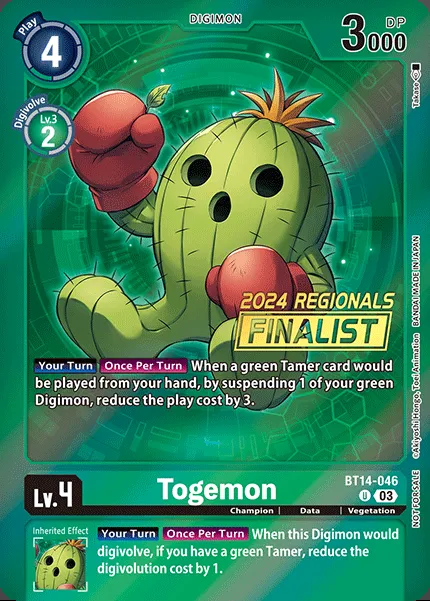 Play
4
DIGIMON
DP
3000
Digivolve
Lv.3
2
2024 REGIONALS
FINALIST
Your Turn Once Per Turn When a green Tamer card would
be played from your hand, by suspending 1 of your green
Digimon, reduce the play cost by 3.
Lv.4
Togemon
BT14-046
U 03
Champion Data Vegetation
Inherited Effect
Your Turn Once Per Turn When this Digimon would
digivolve, if you have a green Tamer, reduce the
digivolution cost by 1.
NOT FOR SALE ©Akiyoshi Hongo, Toei Animation BANDAI MADE IN JAPAN
Takase